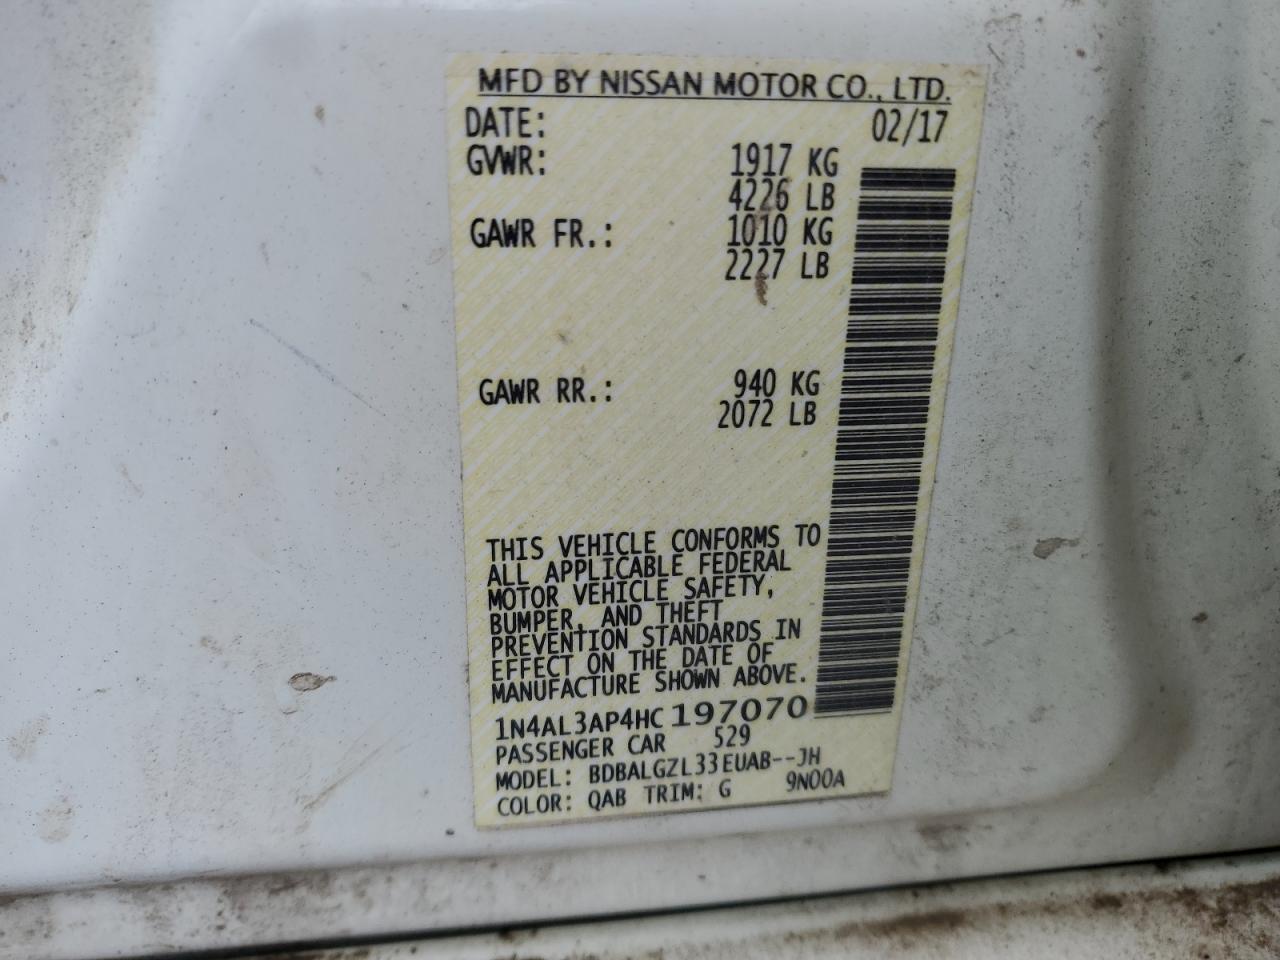 MFD BY NISSAN MOTOR CO., LTD.
DATE: 02/17
GVWR: 1917 KG
4226 LB
GAWR FR.: 1010 KG
2227 LB
GAWR RR.: 940 KG
2072 LB
THIS VEHICLE CONFORMS TO
ALL APPLICABLE FEDERAL
MOTOR VEHICLE SAFETY,
BUMPER, AND THEFT
PREVENTION STANDARDS IN
EFFECT ON THE DATE OF
MANUFACTURE SHOWN ABOVE.
1N4AL3AP4HC197070
PASSENGER CAR 529
MODEL: BDBALGZL33EUAB--JH
COLOR: QAB TRIM: G 9N00A